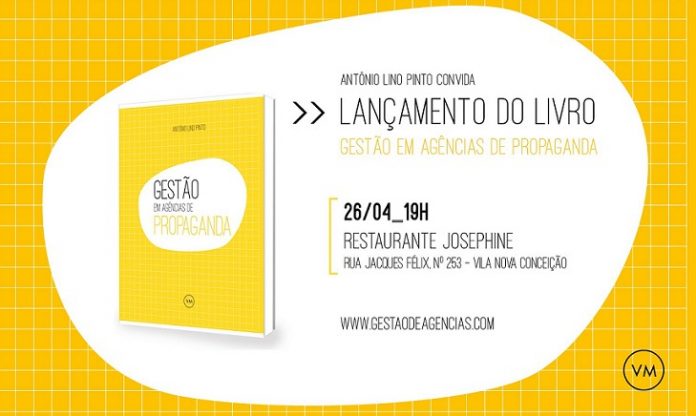 ANTÔNIO LINO PINTO
GESTÃO
EM AGÊNCIAS DE
PROPAGANDA
VM
ANTÔNIO LINO PINTO CONVIDA
>> LANÇAMENTO DO LIVRO
GESTÃO EM AGÊNCIAS DE PROPAGANDA
26/04_19H
RESTAURANTE JOSEPHINE
RUA JACQUES FÉLIX, Nº 253 - VILA NOVA CONCEIÇÃO
WWW.GESTAODEAGENCIAS.COM
VM